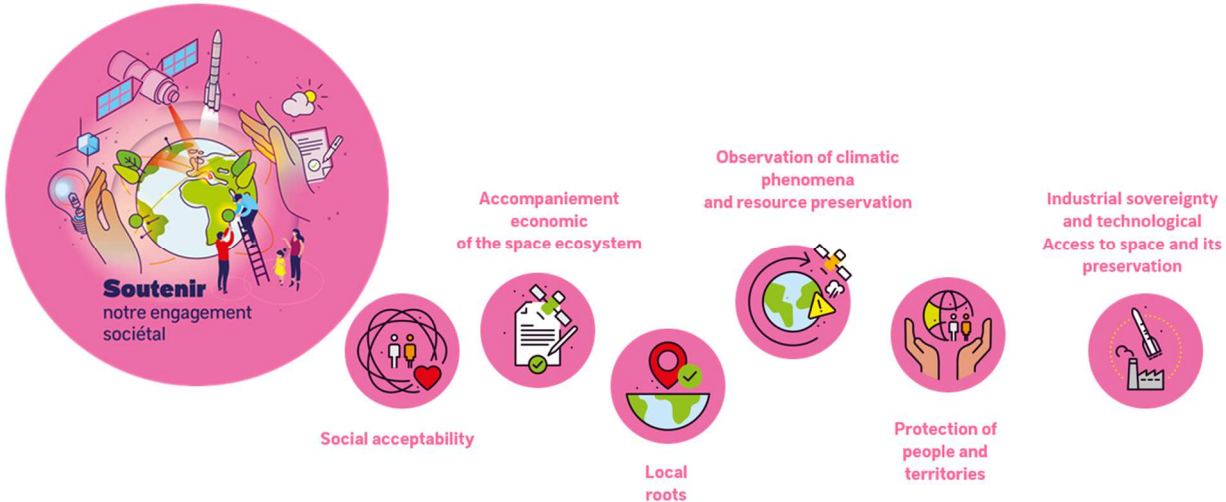 Soutenir
notre engagement
sociétal
Social acceptability
Accompaniement
economic
of the space ecosystem
Local
roots
Observation of climatic
phenomena
and resource preservation
Protection of
people and
territories
Industrial sovereignty
and technological
Access to space and its
preservation